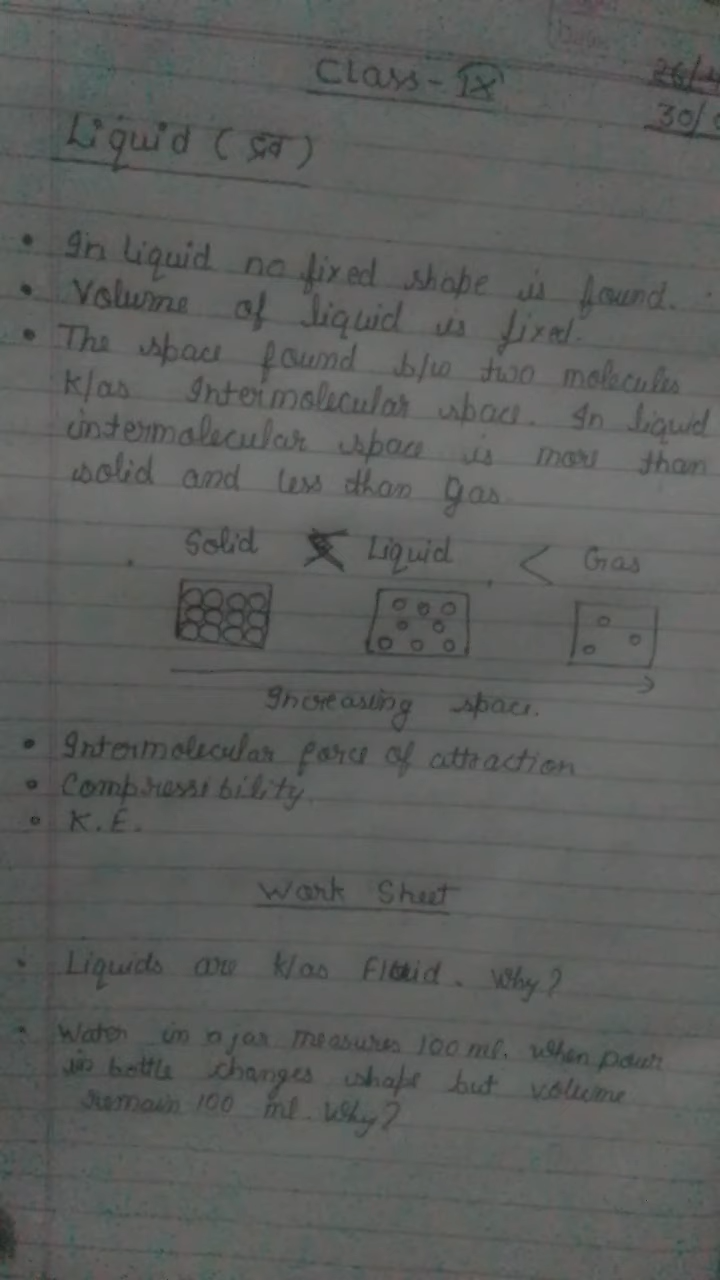 Class - IX
26/4
30/
Liquid (द्रव)
• In liquid no fixed shape is found.
• Volume of liquid is fixed.
• The space found b/w two molecules
k/as Intermolecular space. In liquid
intermolecular space is more than
solid and less than gas
Solid < Liquid < Gas
Increasing space.
• Intermolecular force of attraction
• Compressibility.
• K.E.
Work Sheet
• Liquids are k/as Fluid. Why?
• Water in a jar measures 100 ml. when pour
in bottle changes shape but volume
remain 100 ml. Why?